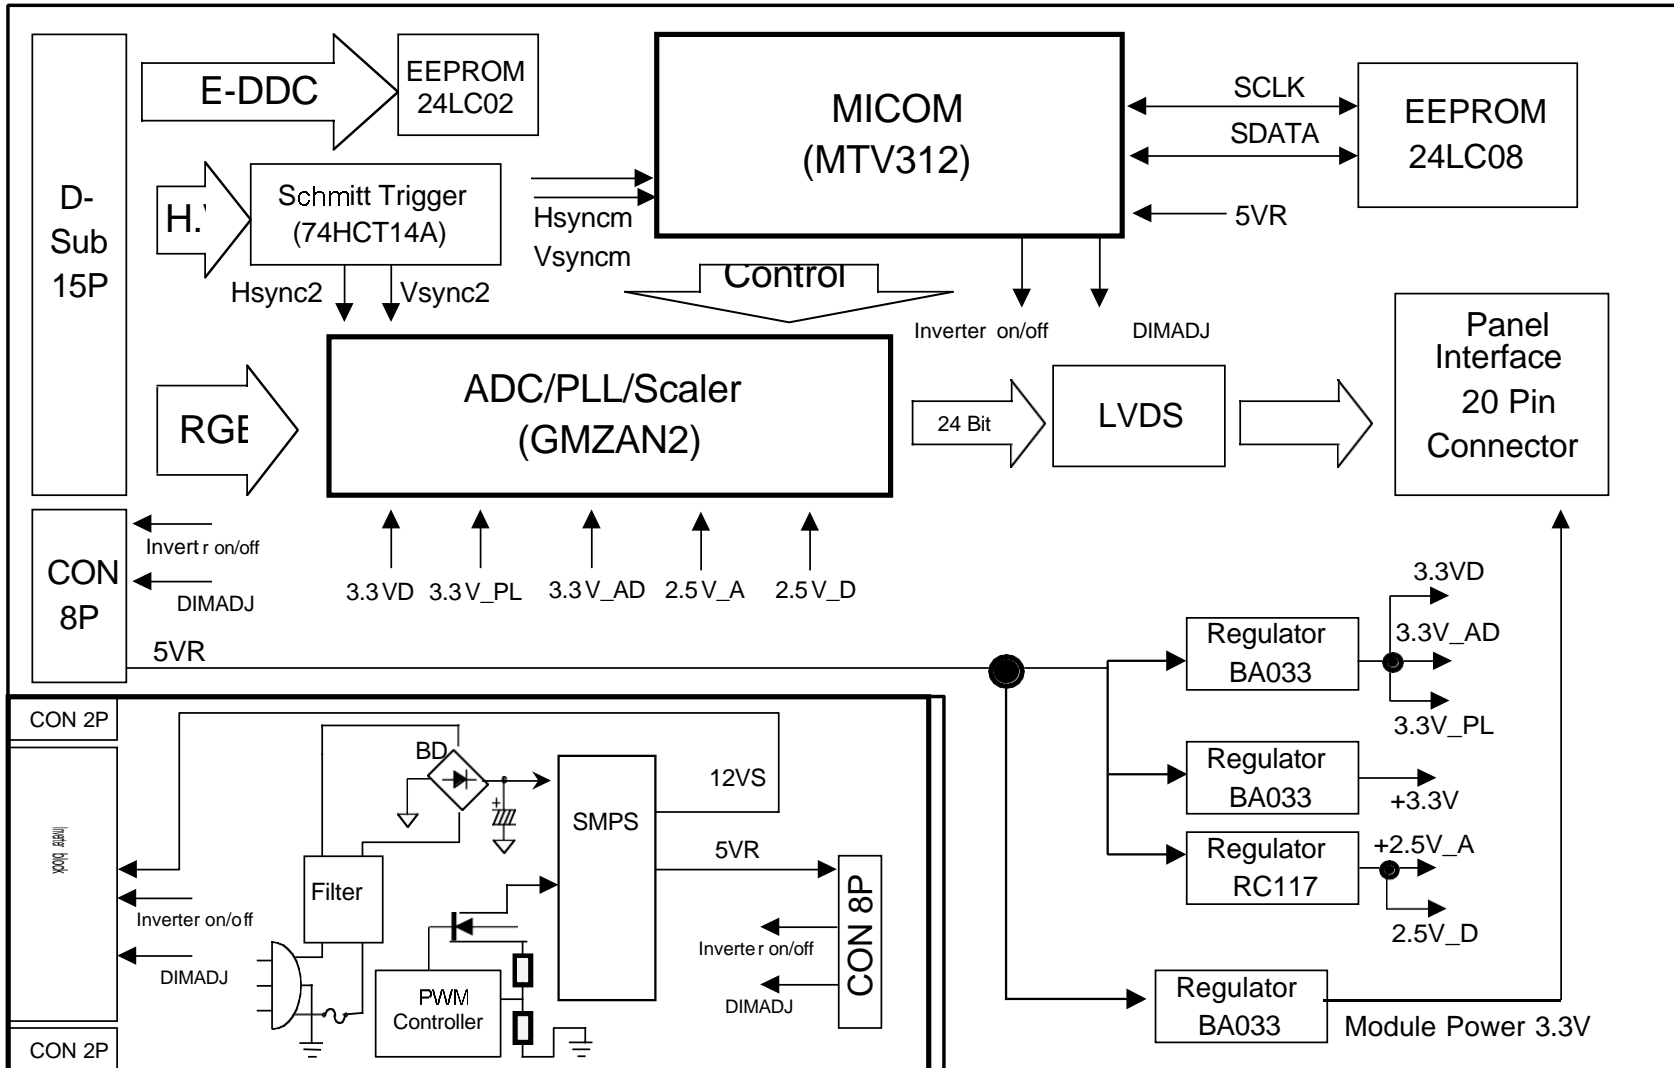 E-DDC
EEPROM
24LC02
MICOM
(MTV312)
SCLK
SDATA
5VR
EEPROM
24LC08
D-
Sub
15P
H.
Schmitt Trigger
(74HCT14A)
Hsyncm
Vsyncm
Hsync2
Vsync2
Control
Inverter on/off
DIMADJ
Panel
Interface
20 Pin
Connector
RGB
ADC/PLL/Scaler
(GMZAN2)
24 Bit
LVDS
CON
8P
Invert r on/off
DIMADJ
5VR
3.3VD
3.3V_PL
3.3V_AD
2.5V_A
2.5V_D
Regulator
BA033
3.3VD
3.3V_AD
3.3V_PL
Regulator
BA033
+3.3V
Regulator
RC117
+2.5V_A
2.5V_D
Regulator
BA033
Module Power 3.3V
CON 2P
Inverter block
Inverter on/off
DIMADJ
CON 2P
BD
+
Filter
12VS
SMPS
5VR
PWM
Controller
Inverter on/off
DIMADJ
CON 8P